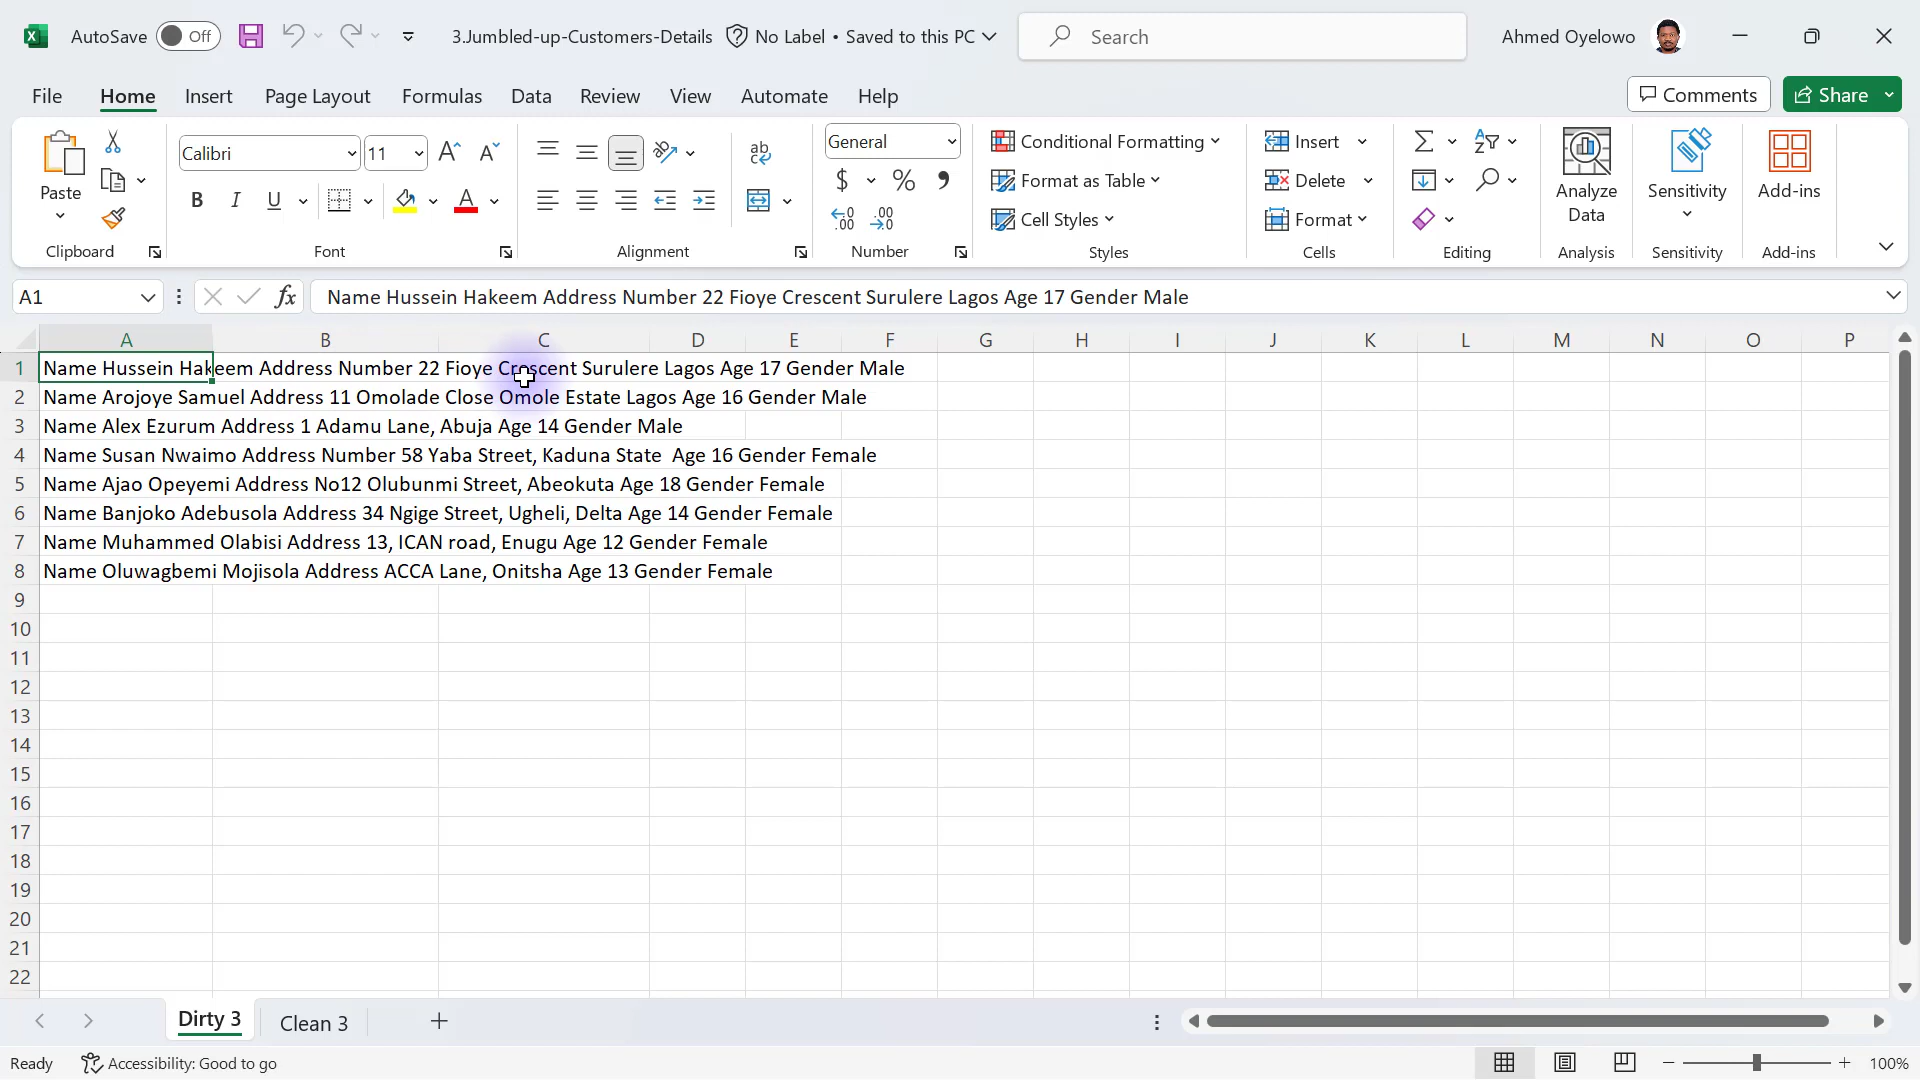 AutoSave Off 3.Jumbled-up-Customers-Details No Label • Saved to this PC Search Ahmed Oyelowo
File Home Insert Page Layout Formulas Data Review View Automate Help Comments Share
Paste Calibri 11 A A ab General Conditional Formatting Insert Analyze Data Sensitivity Add-ins
B I U A c $ % Format as Table Delete
.00 .00 Cell Styles Format
Clipboard Font Alignment Number Styles Cells Editing Analysis Sensitivity Add-ins
A1 fx Name Hussein Hakeem Address Number 22 Fioye Crescent Surulere Lagos Age 17 Gender Male
A B C D E F G H I J K L M N O P
1 Name Hussein Hakeem Address Number 22 Fioye Crescent Surulere Lagos Age 17 Gender Male
2 Name Arojoye Samuel Address 11 Omolade Close Omole Estate Lagos Age 16 Gender Male
3 Name Alex Ezurum Address 1 Adamu Lane, Abuja Age 14 Gender Male
4 Name Susan Nwaimo Address Number 58 Yaba Street, Kaduna State  Age 16 Gender Female
5 Name Ajao Opeyemi Address No12 Olubunmi Street, Abeokuta Age 18 Gender Female
6 Name Banjoko Adebusola Address 34 Ngige Street, Ugheli, Delta Age 14 Gender Female
7 Name Muhammed Olabisi Address 13, ICAN road, Enugu Age 12 Gender Female
8 Name Oluwagbemi Mojisola Address ACCA Lane, Onitsha Age 13 Gender Female
9
10
11
12
13
14
15
16
17
18
19
20
21
22
Dirty 3 Clean 3
Ready Accessibility: Good to go 100%